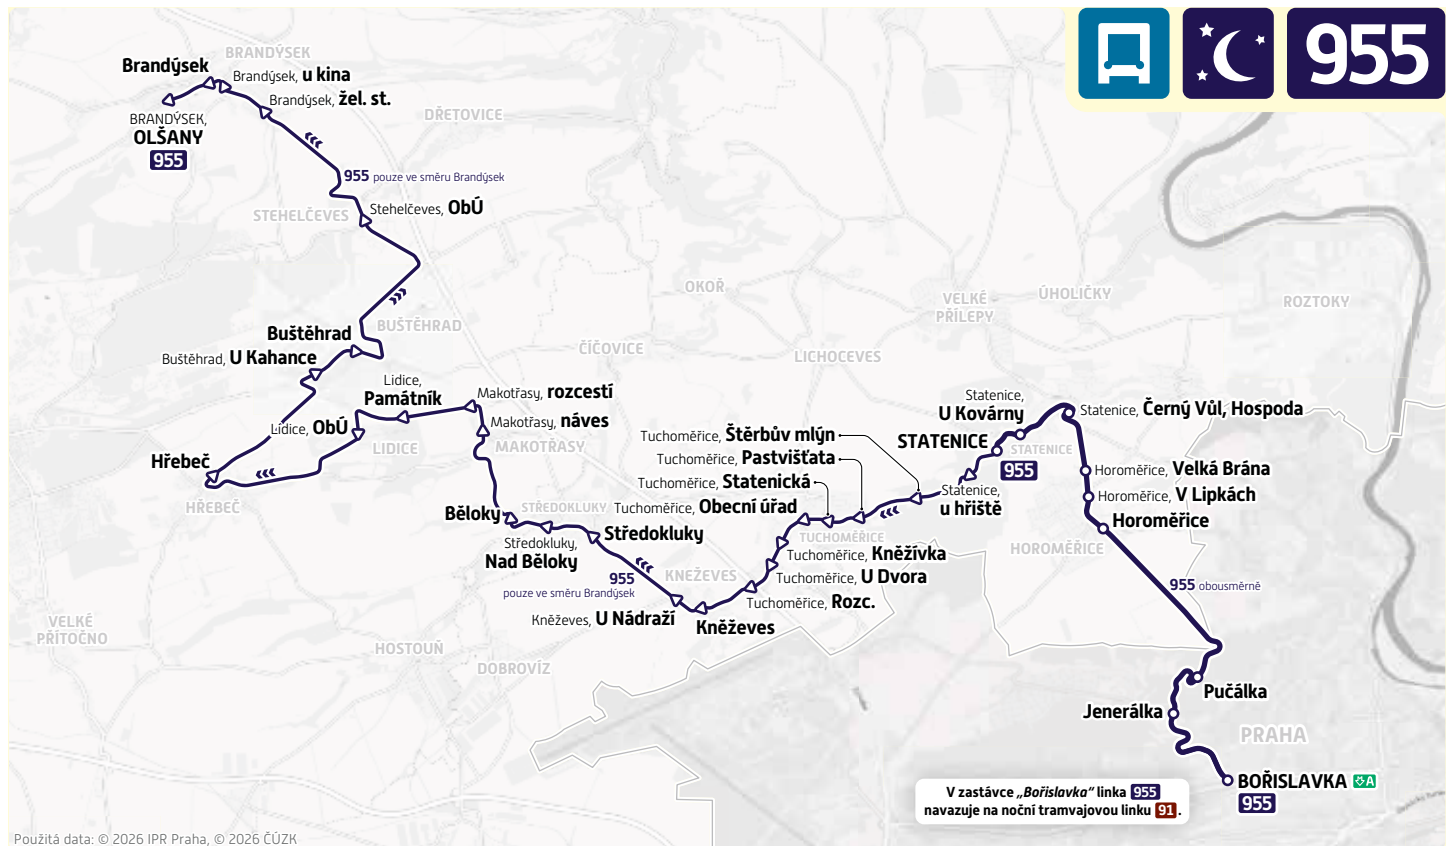 955
BRANDÝSEK
Brandýsek
Brandýsek, u kina
Brandýsek, žel. st.
BRANDÝSEK,
OLŠANY
955
DŘETOVICE
955 pouze ve směru Brandýsek
STEHELČEVES
Stehelčeves, ObÚ
OKOŘ
VELKÉ
PŘÍLEPY
ÚHOLIČKY
ROZTOKY
Buštěhrad
BUŠTĚHRAD
Buštěhrad, U Kahance
ČÍČOVICE
LICHOCEVES
Lidice,
Památník
Makotřasy, rozcestí
Makotřasy, náves
MAKOTŘASY
Lidice, ObÚ
LIDICE
Hřebeč
HŘEBEČ
Statenice,
U Kovárny
Statenice, Černý Vůl, Hospoda
STATENICE
STATENICE
955
Tuchoměřice, Štěrbův mlýn
Tuchoměřice, Pastvišťata
Tuchoměřice, Statenická
Tuchoměřice, Obecní úřad
Statenice,
u hřiště
Horoměřice, Velká Brána
Horoměřice, V Lipkách
Horoměřice
HOROMĚŘICE
Běloky
STŘEDOKLUKY
Středokluky
Středokluky,
Nad Běloky
TUCHOMĚŘICE
Tuchoměřice, Kněžívka
Tuchoměřice, U Dvora
Tuchoměřice, Rozc.
KNEŽEVES
955
pouze ve směru Brandýsek
Kněževes, U Nádraží
Kněževes
955 obousměrně
VELKÉ
PŘÍTOČNO
HOSTOUŇ
DOBROVÍZ
Pučálka
Jenerálka
PRAHA
BOŘISLAVKA A
955
V zastávce „Bořislavka“ linka 955
navazuje na noční tramvajovou linku 91.
Použitá data: © 2026 IPR Praha, © 2026 ČÚZK